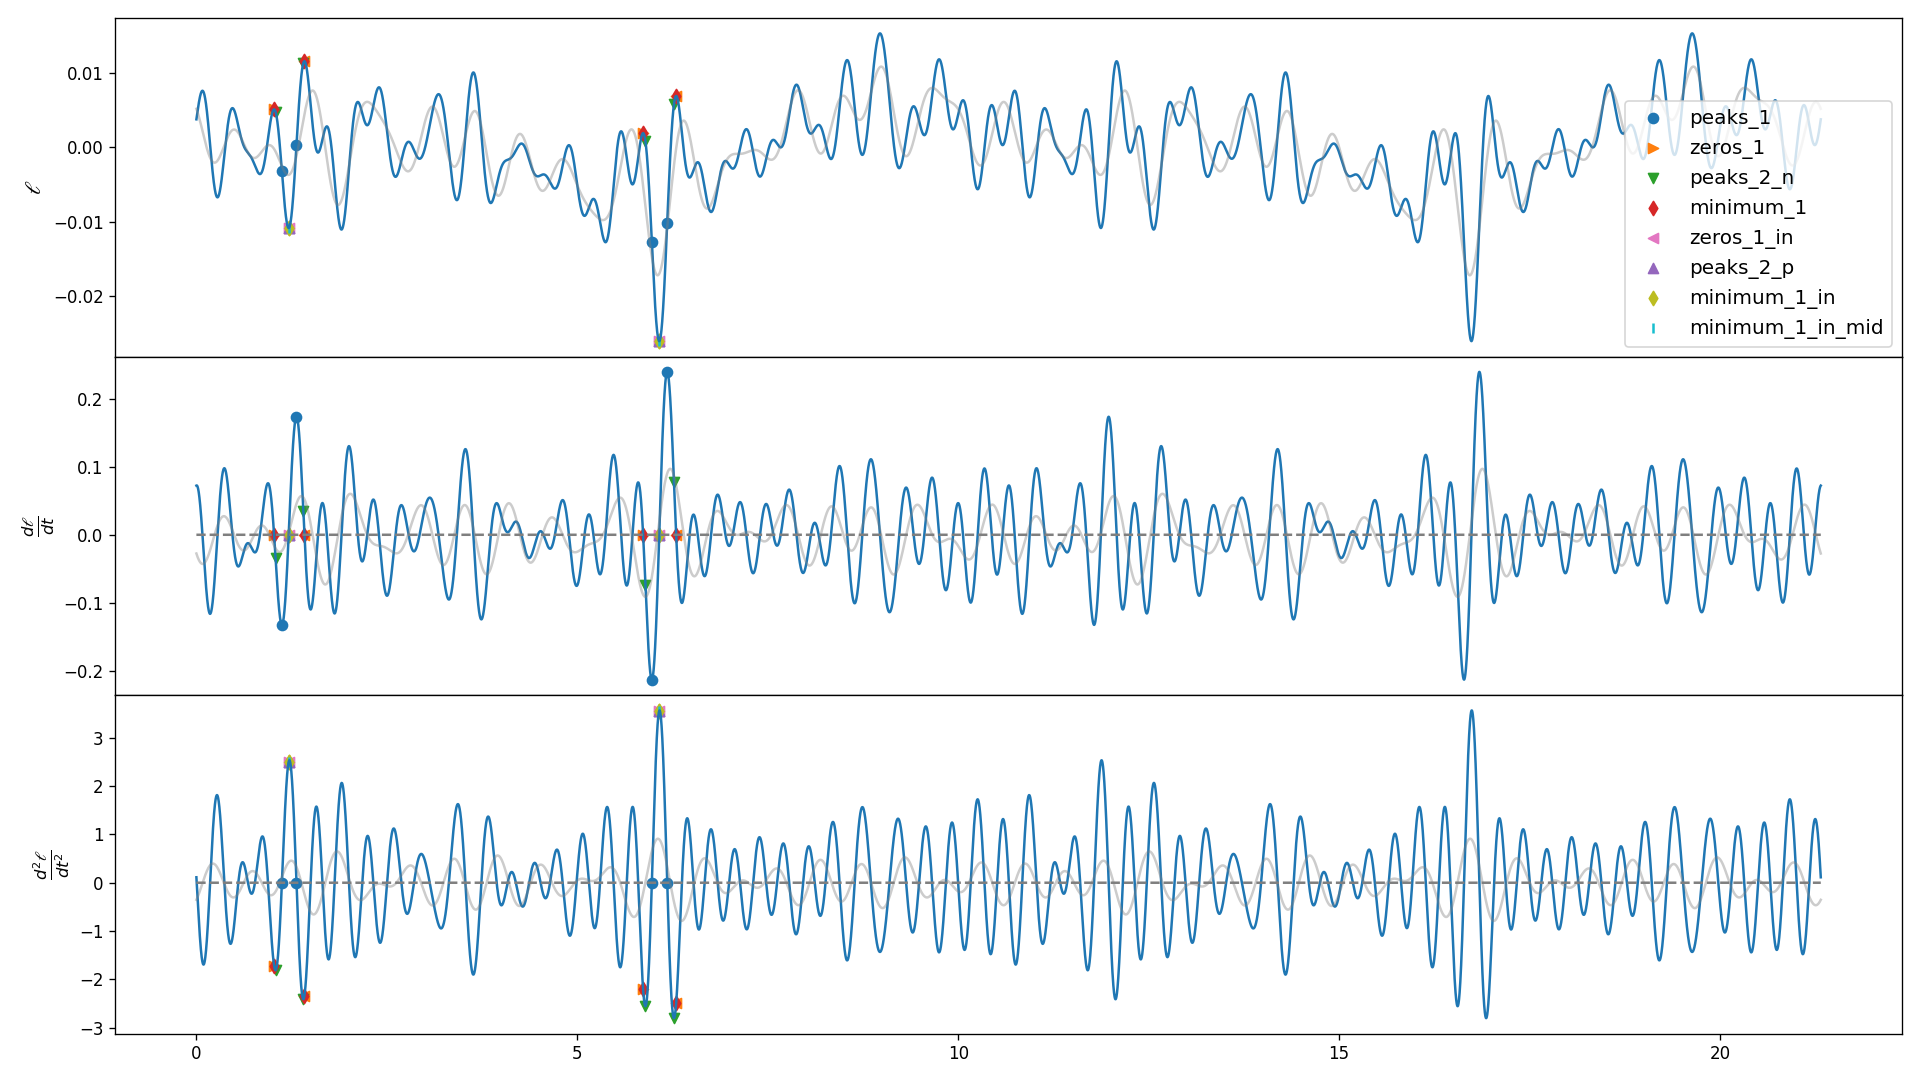 0.01
0.00
−0.01
−0.02
ℓ
peaks_1
zeros_1
peaks_2_n
minimum_1
zeros_1_in
peaks_2_p
minimum_1_in
minimum_1_in_mid
0.2
0.1
0.0
−0.1
−0.2
dℓ
dt
3
2
1
0
−1
−2
−3
d²ℓ
dt²
0 5 10 15 20